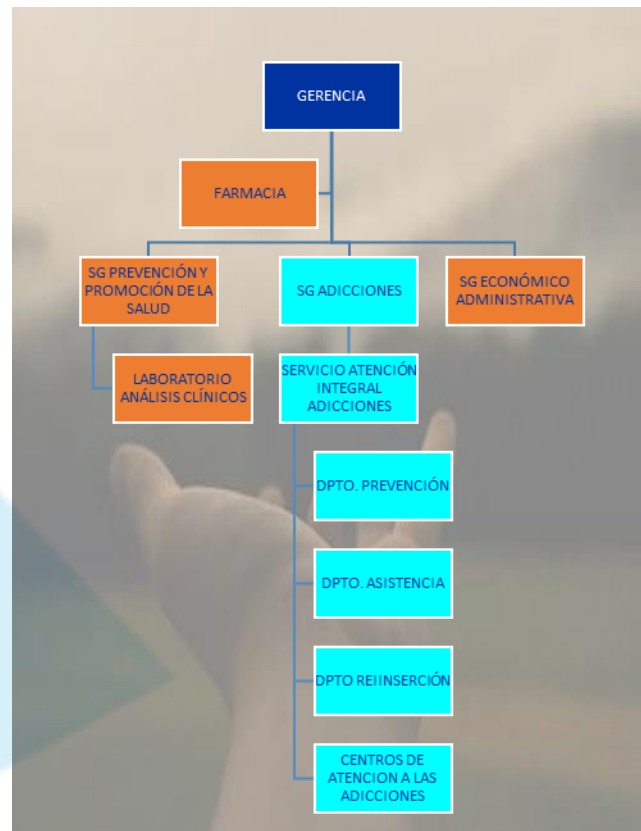 GERENCIA
FARMACIA
SG PREVENCIÓN Y
PROMOCIÓN DE LA
SALUD
SG ADICCIONES
SG ECONÓMICO
ADMINISTRATIVA
LABORATORIO
ANÁLISIS CLÍNICOS
SERVICIO ATENCIÓN
INTEGRAL
ADICCIONES
DPTO. PREVENCIÓN
DPTO. ASISTENCIA
DPTO REIINSERCIÓN
CENTROS DE
ATENCION A LAS
ADICCIONES